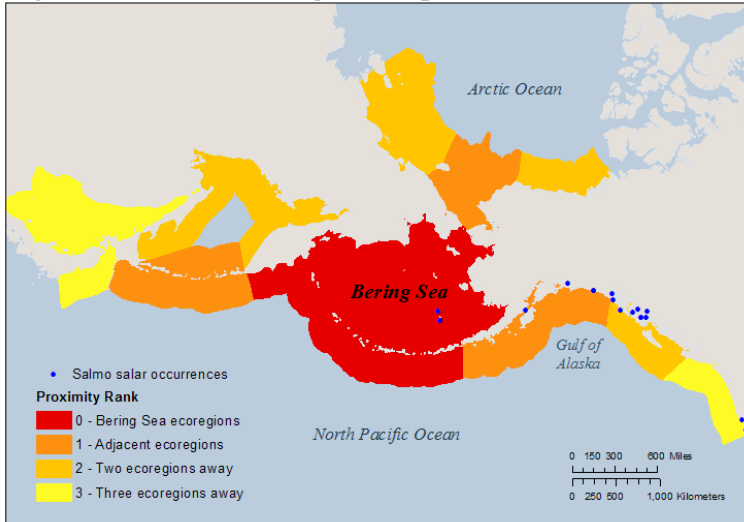 Arctic Ocean
Bering Sea
Gulf of
Alaska
Salmo salar occurrences
Proximity Rank
0 - Bering Sea ecoregions
1 - Adjacent ecoregions
2 - Two ecoregions away
3 - Three ecoregions away
North Pacific Ocean
0 150 300 600 Miles
0 250 500 1,000 Kilometers